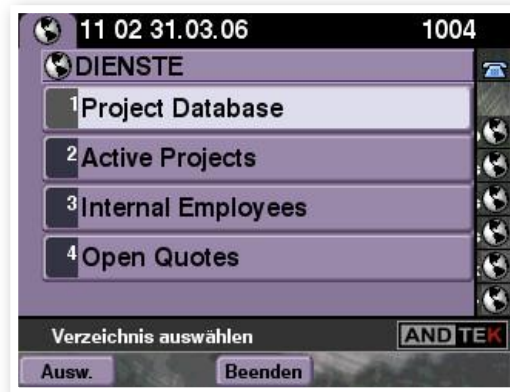 11 02 31.03.06 1004
DIENSTE
1 Project Database
2 Active Projects
3 Internal Employees
4 Open Quotes
Verzeichnis auswählen ANDTEK
Ausw. Beenden